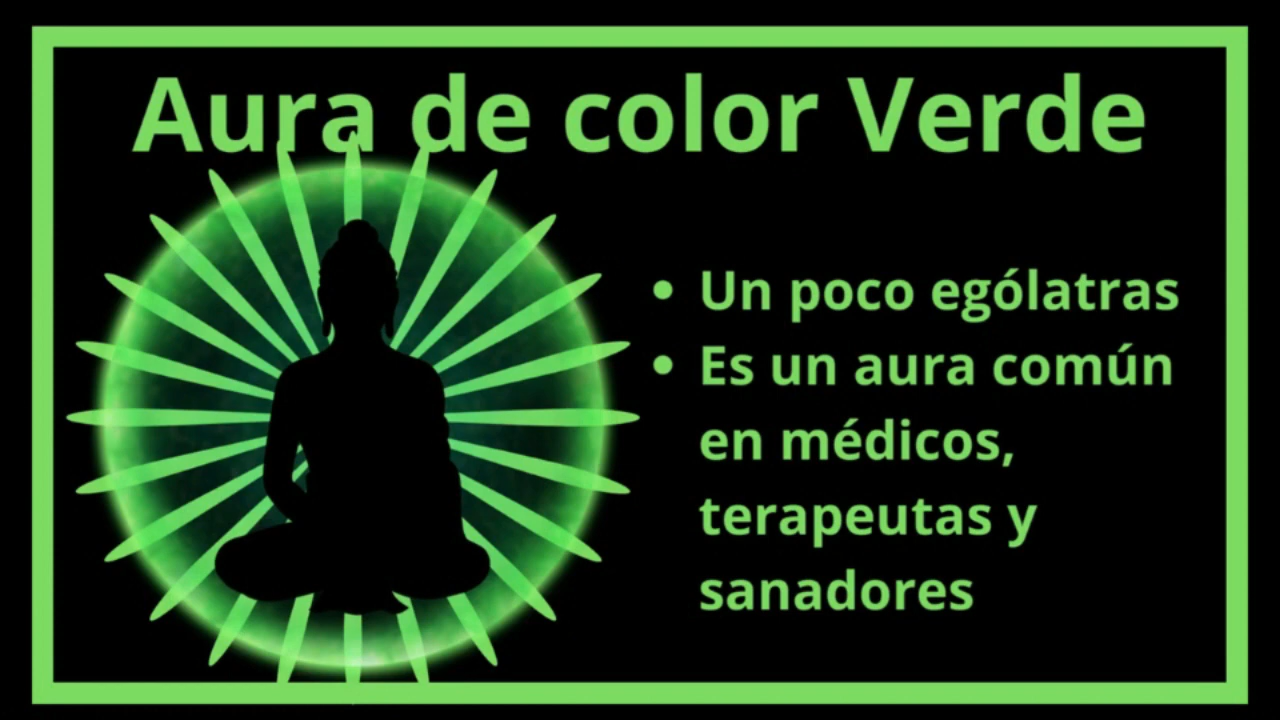 Aura de color Verde
• Un poco ególatras
• Es un aura común
en médicos,
terapeutas y
sanadores